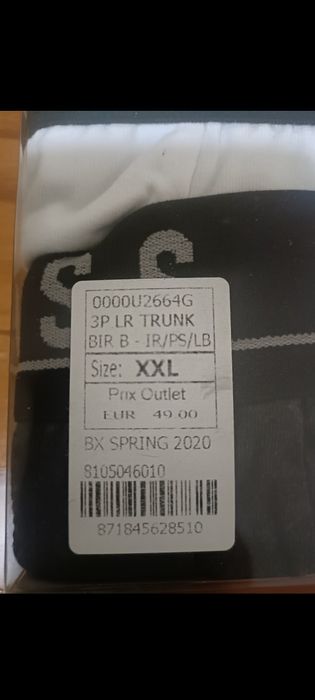 S S
0000U2664G
3P LR TRUNK
BIR B - IR/PS/LB
Size: XXL
Prix Outlet
EUR 49.00
BX SPRING 2020
8105046010
871845628510